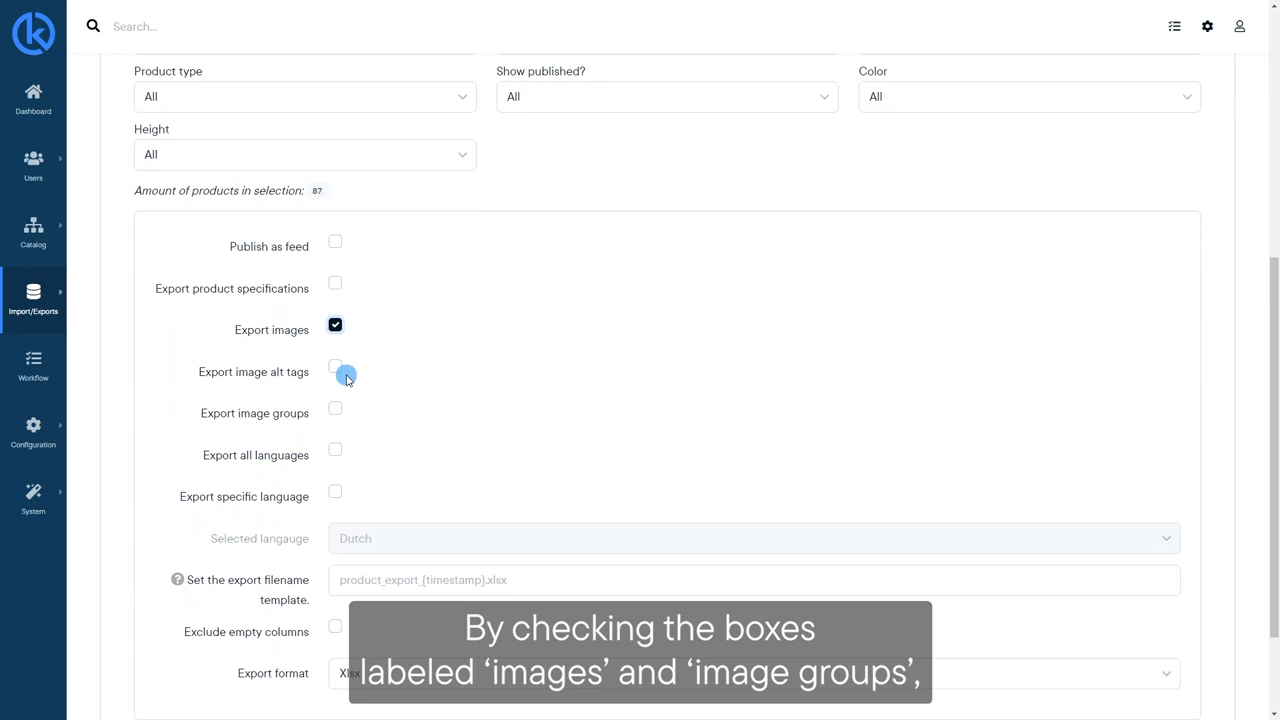 Search...
Product type
Show published?
Color
All
All
All
Height
All
Amount of products in selection: 87
Dashboard
Users
Catalog
Import/Exports
Workflow
Configuration
System
Publish as feed
Export product specifications
Export images
Export image alt tags
Export image groups
Export all languages
Export specific language
Selected langauge
Dutch
Set the export filename
template.
product_export_{timestamp}.xlsx
Exclude empty columns
Export format
By checking the boxes
labeled ‘images’ and ‘image groups’,